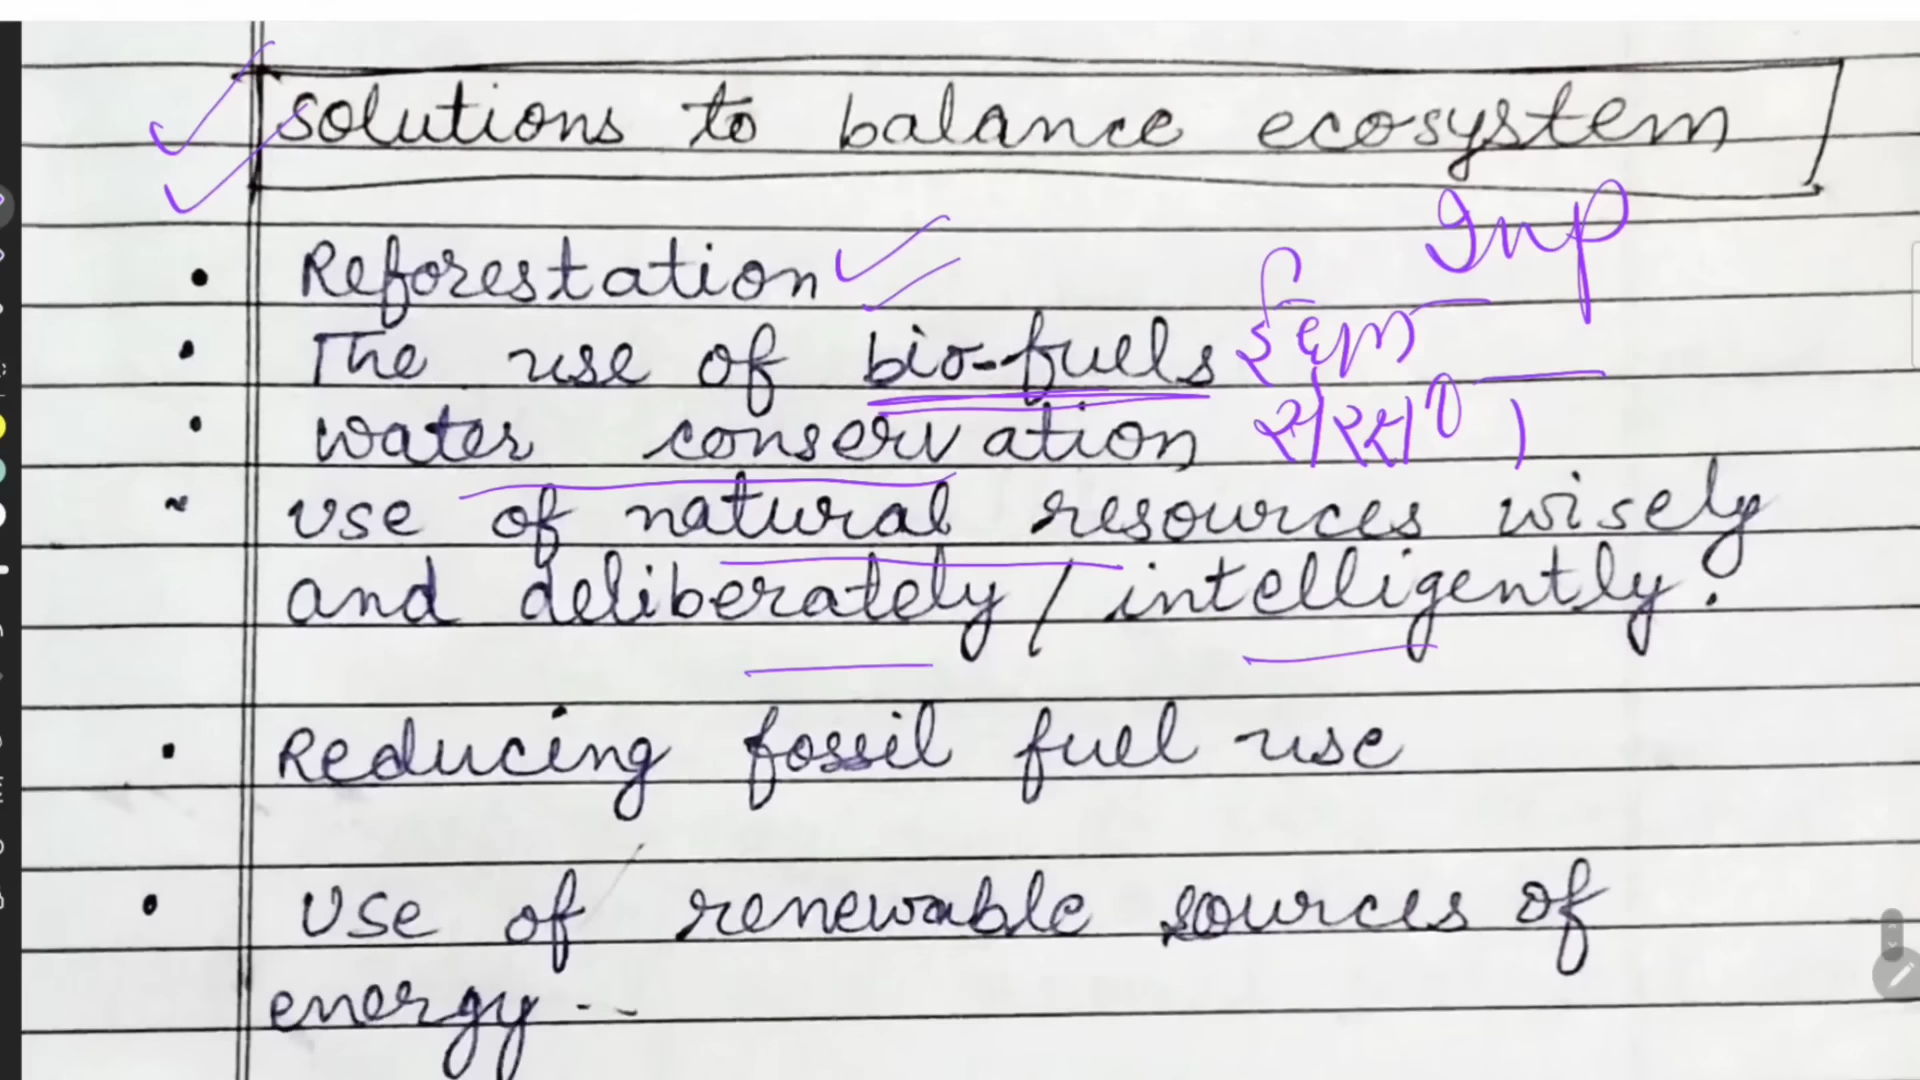 solutions to balance ecosystem
Imp
• Reforestation
• The use of bio-fuels
• water conservation
• Use of natural resources wisely
and deliberately / intelligently.
• Reducing fossil fuel use
• Use of renewable sources of
energy --